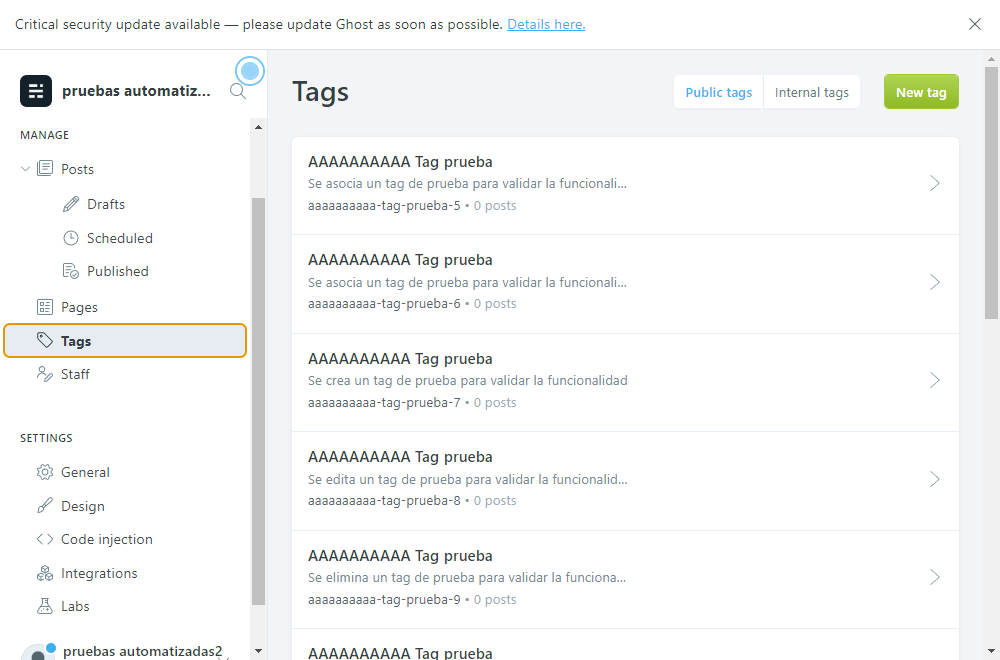 Critical security update available — please update Ghost as soon as possible. Details here.
pruebas automatiz...
MANAGE
Posts
Drafts
Scheduled
Published
Pages
Tags
Staff
SETTINGS
General
Design
Code injection
Integrations
Labs
pruebas automatizadas2
Tags
Public tags
Internal tags
New tag
AAAAAAAAAA Tag prueba
Se asocia un tag de prueba para validar la funcionali...
aaaaaaaaaa-tag-prueba-5 • 0 posts
AAAAAAAAAA Tag prueba
Se asocia un tag de prueba para validar la funcionali...
aaaaaaaaaa-tag-prueba-6 • 0 posts
AAAAAAAAAA Tag prueba
Se crea un tag de prueba para validar la funcionalidad
aaaaaaaaaa-tag-prueba-7 • 0 posts
AAAAAAAAAA Tag prueba
Se edita un tag de prueba para validar la funcionalid...
aaaaaaaaaa-tag-prueba-8 • 0 posts
AAAAAAAAAA Tag prueba
Se elimina un tag de prueba para validar la funciona...
aaaaaaaaaa-tag-prueba-9 • 0 posts
AAAAAAAAAA Tag prueba